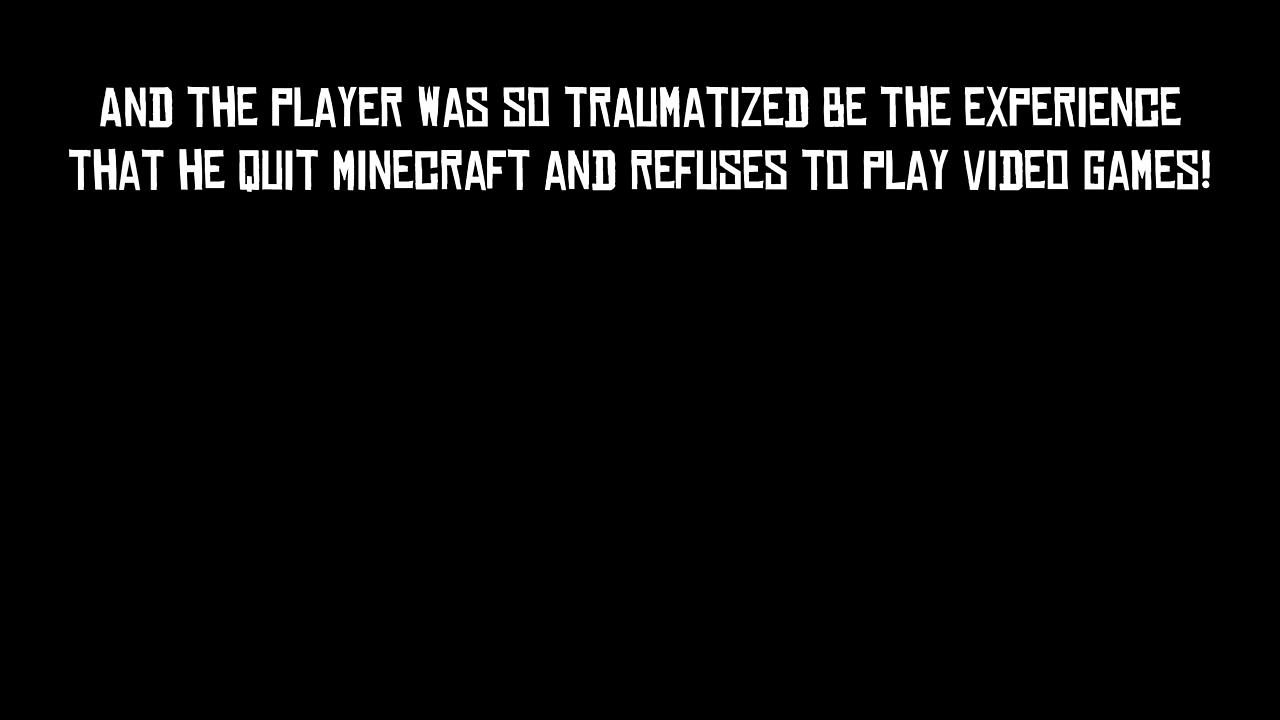 AND THE PLAYER WAS SO TRAUMATIZED BE THE EXPERIENCE
THAT HE QUIT MINECRAFT AND REFUSES TO PLAY VIDEO GAMES!